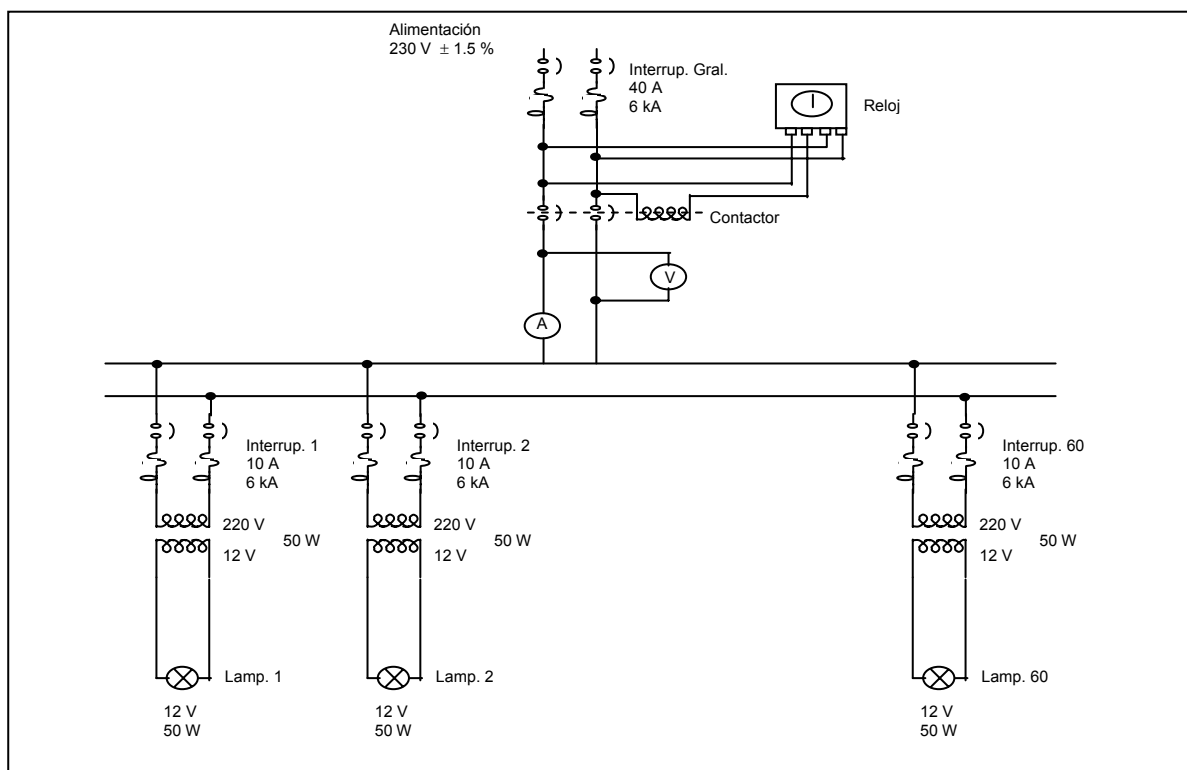 Alimentación
230 V ± 1.5 %
Interrup. Gral.
40 A
6 kA
Reloj
Contactor
V
A
Interrup. 1
10 A
6 kA
Interrup. 2
10 A
6 kA
Interrup. 60
10 A
6 kA
220 V
50 W
12 V
220 V
50 W
12 V
220 V
50 W
12 V
Lamp. 1
Lamp. 2
Lamp. 60
12 V
50 W
12 V
50 W
12 V
50 W